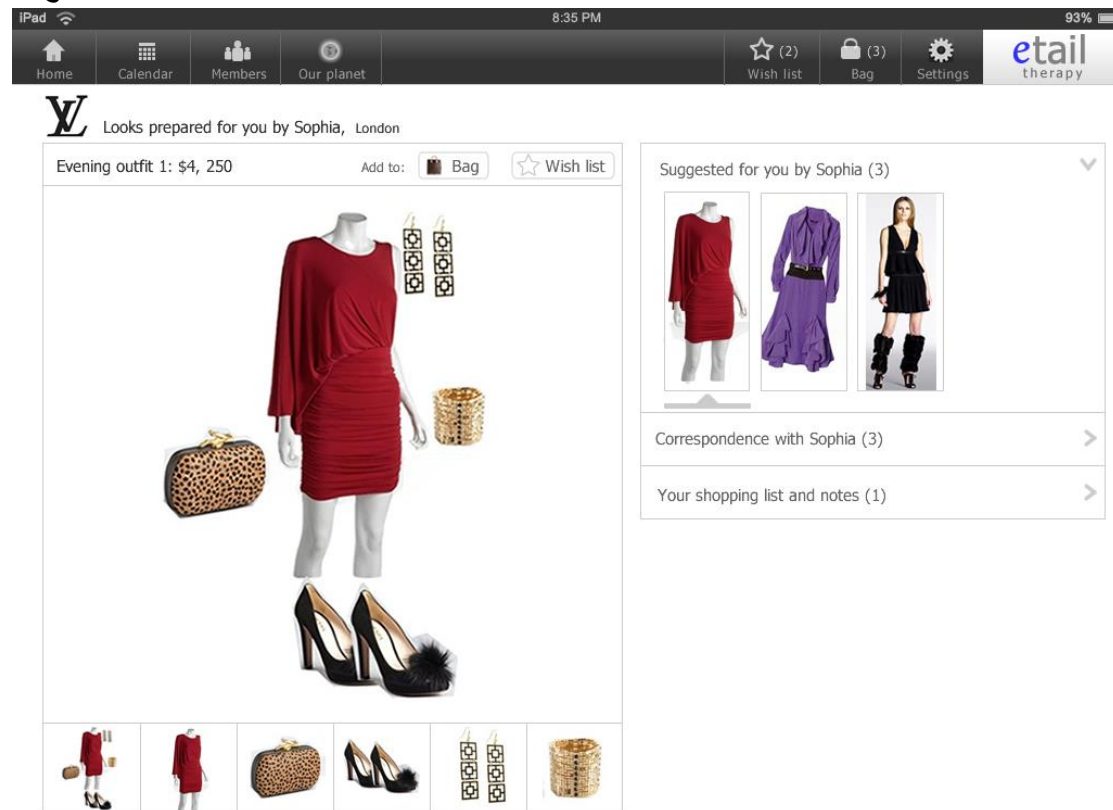 iPad 8:35 PM 93%
Home Calendar Members Our planet (2) Wish list (3) Bag Settings etail therapy
LV Looks prepared for you by Sophia, London
Evening outfit 1: $4, 250 Add to: Bag Wish list
Suggested for you by Sophia (3)
Correspondence with Sophia (3)
Your shopping list and notes (1)